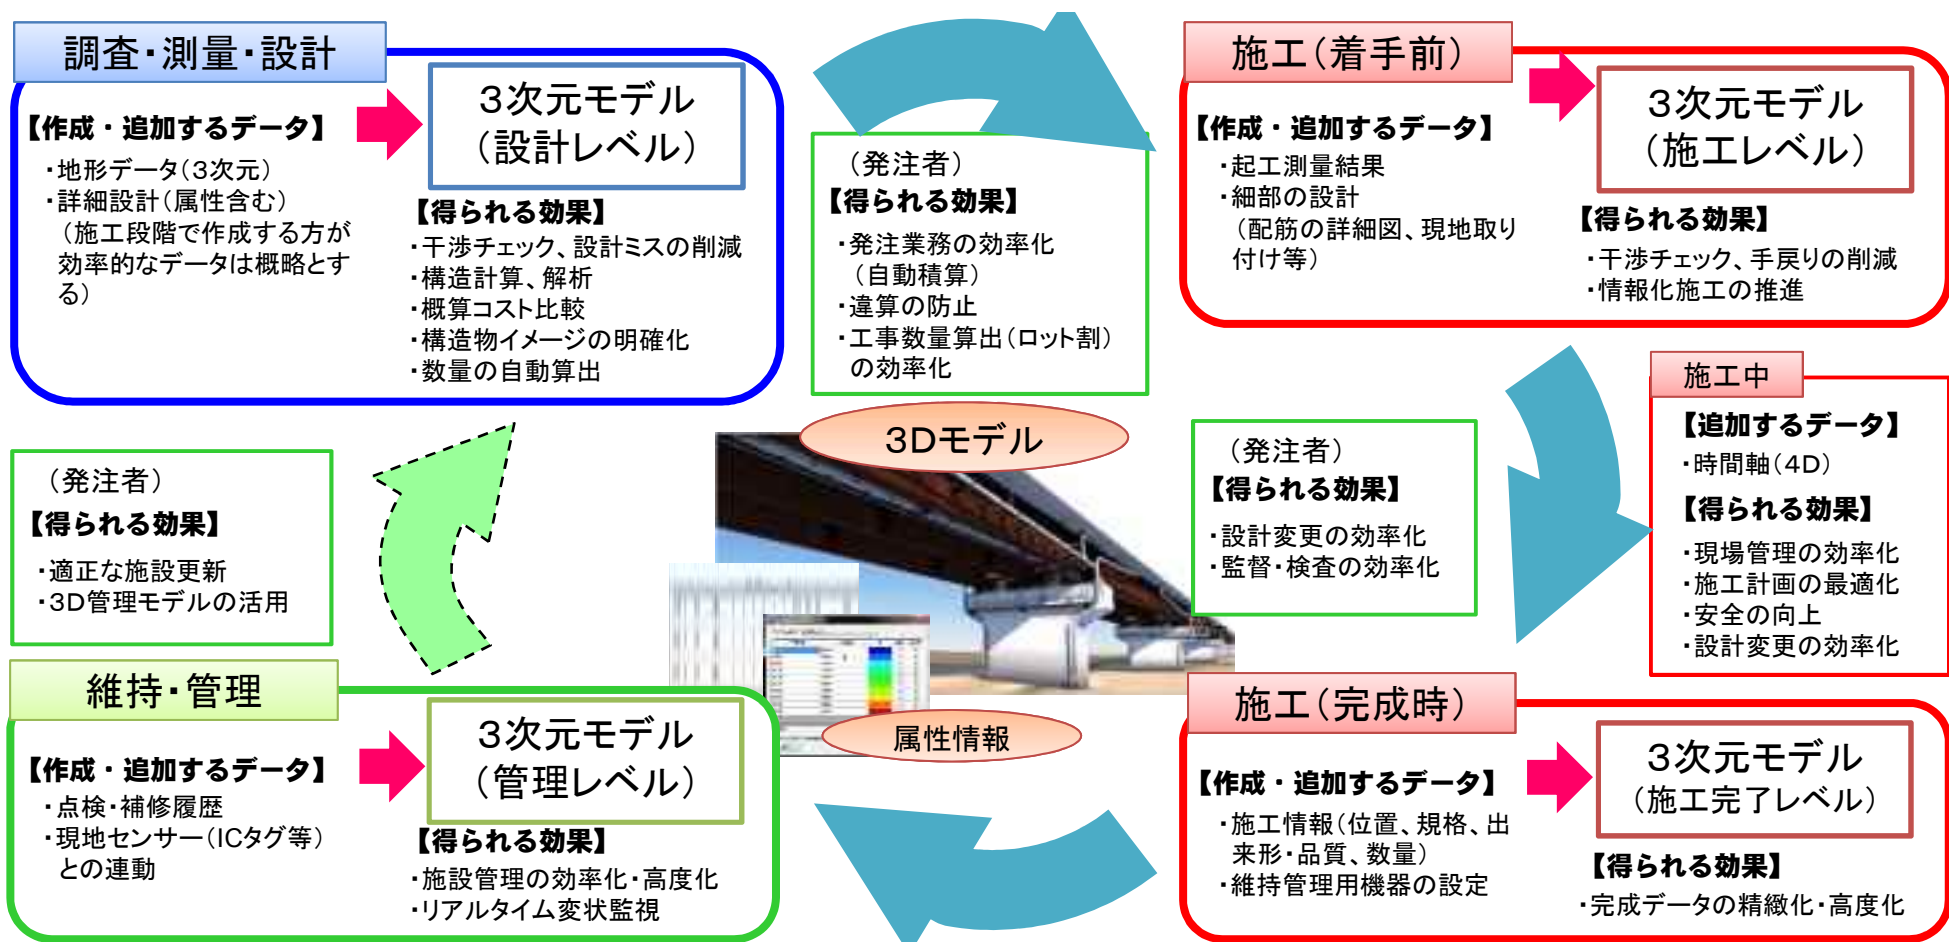 調査・測量・設計
【作成・追加するデータ】
・地形データ(3次元)
・詳細設計(属性含む)
(施工段階で作成する方が
効率的なデータは概略とす
る)
3次元モデル
(設計レベル)
【得られる効果】
・干渉チェック、設計ミスの削減
・構造計算、解析
・概算コスト比較
・構造物イメージの明確化
・数量の自動算出
(発注者)
【得られる効果】
・発注業務の効率化
(自動積算)
・違算の防止
・工事数量算出(ロット割)
の効率化
施工(着手前)
【作成・追加するデータ】
・起工測量結果
・細部の設計
(配筋の詳細図、現地取り
付け等)
3次元モデル
(施工レベル)
【得られる効果】
・干渉チェック、手戻りの削減
・情報化施工の推進
施工中
【追加するデータ】
・時間軸(4D)
【得られる効果】
・現場管理の効率化
・施工計画の最適化
・安全の向上
・設計変更の効率化
(発注者)
【得られる効果】
・設計変更の効率化
・監督・検査の効率化
3Dモデル
属性情報
(発注者)
【得られる効果】
・適正な施設更新
・3D管理モデルの活用
維持・管理
【作成・追加するデータ】
・点検・補修履歴
・現地センサー(ICタグ等)
との連動
3次元モデル
(管理レベル)
【得られる効果】
・施設管理の効率化・高度化
・リアルタイム変状監視
施工(完成時)
【作成・追加するデータ】
・施工情報(位置、規格、出
来形・品質、数量)
・維持管理用機器の設定
3次元モデル
(施工完了レベル)
【得られる効果】
・完成データの精緻化・高度化